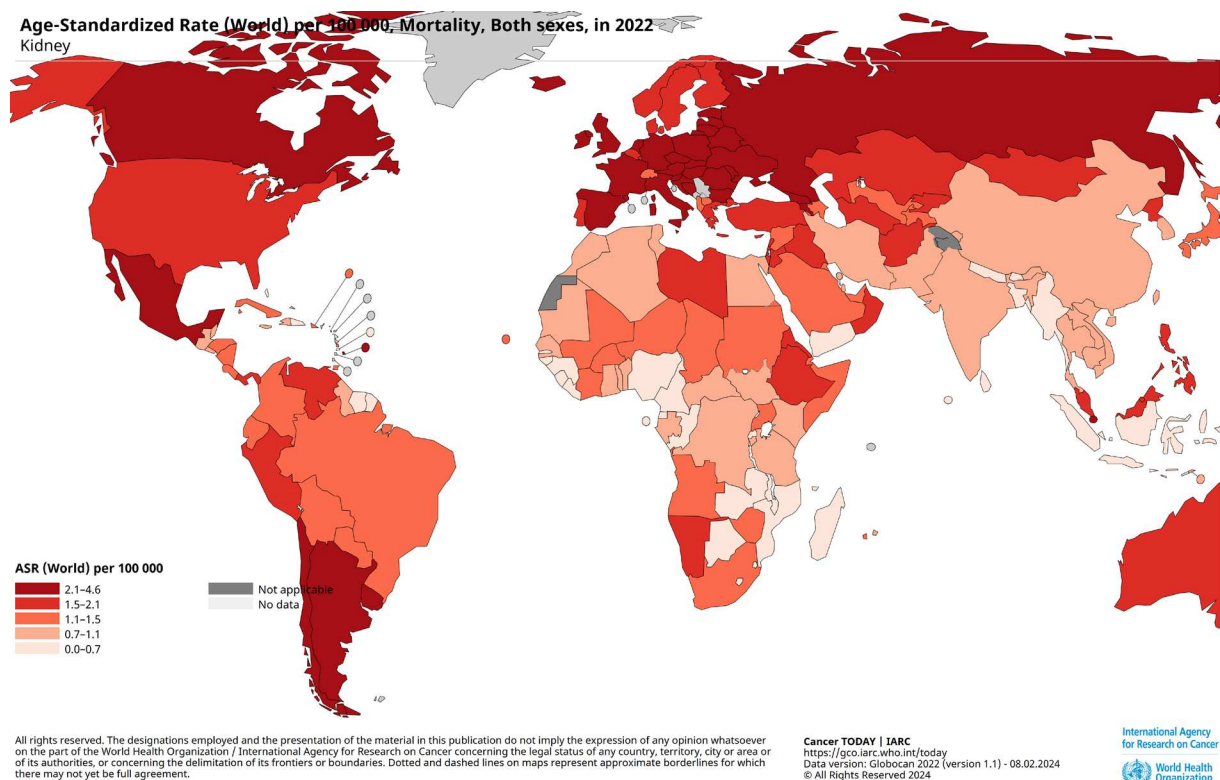 Age-Standardized Rate (World) per 100 000, Mortality, Both sexes, in 2022
Kidney
ASR (World) per 100 000
2.1–4.6
1.5–2.1
1.1–1.5
0.7–1.1
0.0–0.7
Not applicable
No data
All rights reserved. The designations employed and the presentation of the material in this publication do not imply the expression of any opinion whatsoever
on the part of the World Health Organization / International Agency for Research on Cancer concerning the legal status of any country, territory, city or area or
of its authorities, or concerning the delimitation of its frontiers or boundaries. Dotted and dashed lines on maps represent approximate borderlines for which
there may not yet be full agreement.
Cancer TODAY | IARC
https://gco.iarc.who.int/today
Data version: Globocan 2022 (version 1.1) - 08.02.2024
© All Rights Reserved 2024
International Agency
for Research on Cancer
World Health
Organization